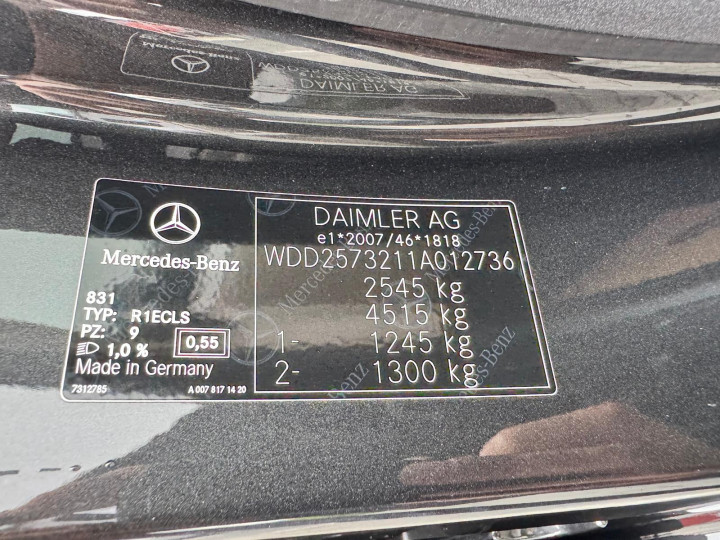 Mercedes-Benz
831
TYP: R1ECLS
PZ: 9
1,0 % 0,55
Made in Germany
7312785 A 007 817 14 20
DAIMLER AG
e1*2007/46*1818
WDD2573211A012736
2545 kg
4515 kg
1- 1245 kg
2- 1300 kg